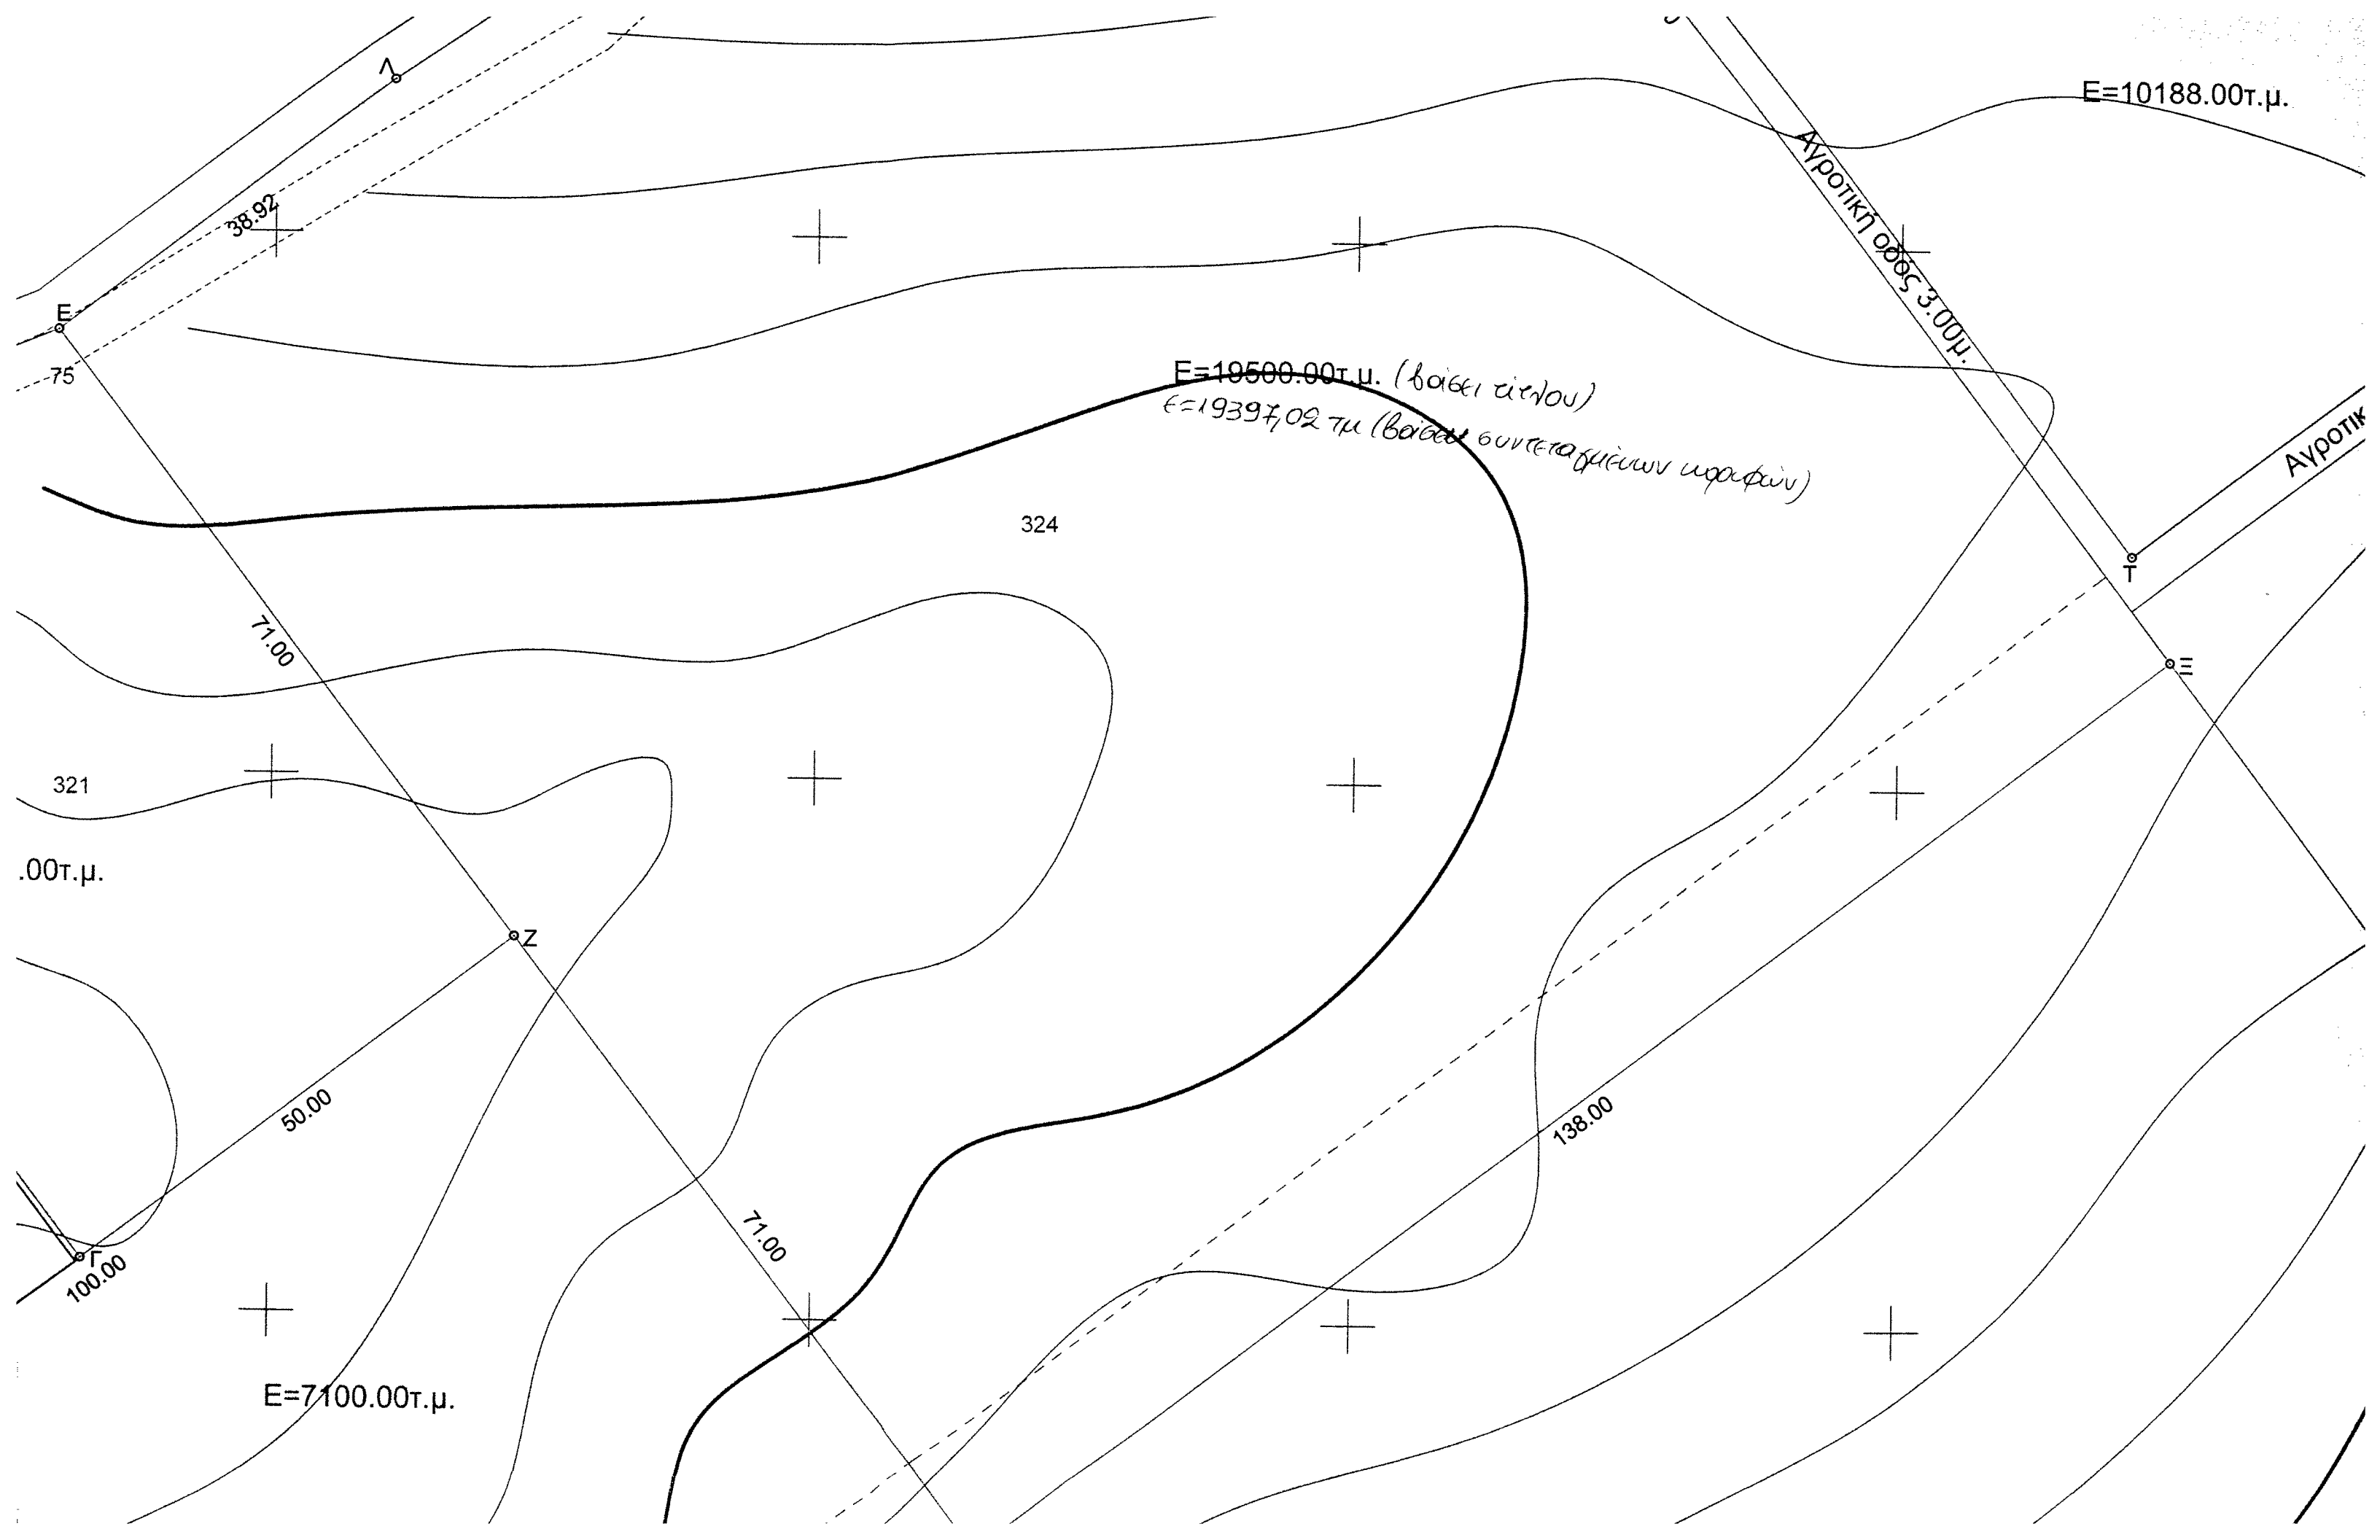 Λ
Ε=10188.00τ.μ.
Αγροτική οδός 3.00μ.
38.92
Ε
75
Ε=19500.00τ.μ. (βάσει τίτλου)
Ε=19397,02 τμ (βάσει συντεταγμένων κορυφών)
Αγροτικ
324
Τ
71.00
Ξ
321
.00τ.μ.
Ζ
50.00
138.00
71.00
Γ
100.00
Ε=7100.00τ.μ.